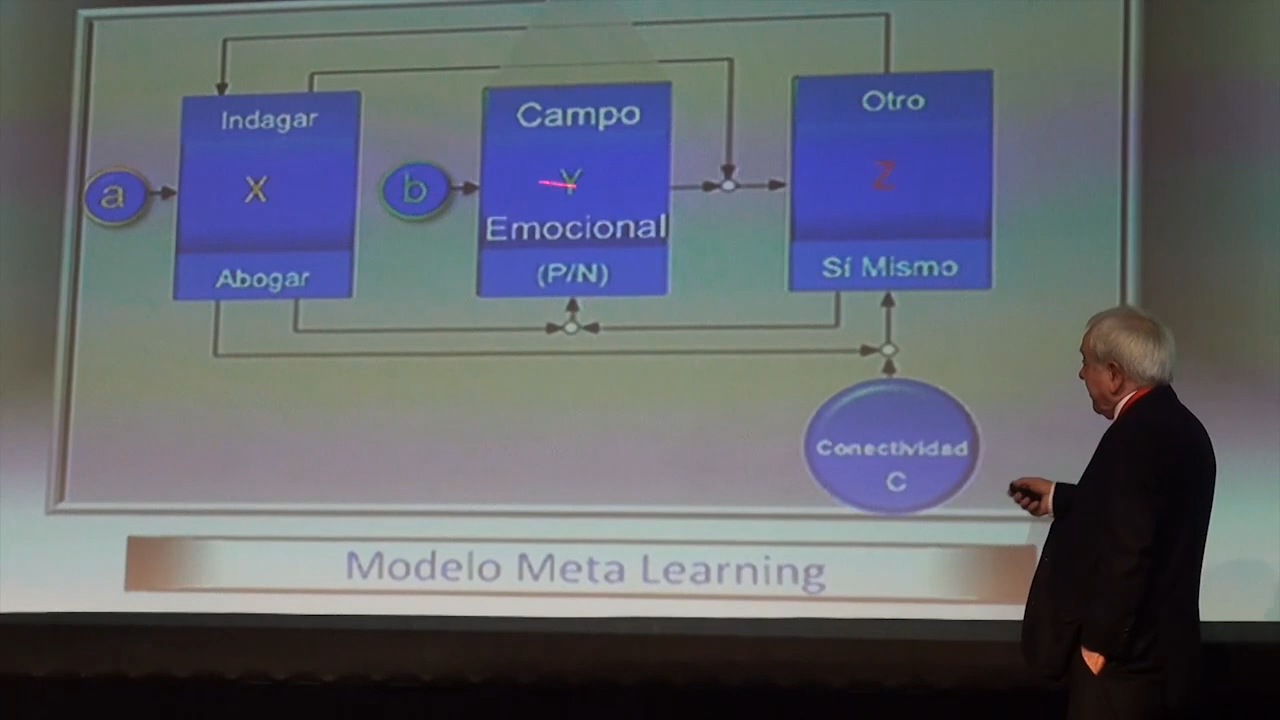 Indagar
a
X
Abogar
b
Campo
Y
Emocional
(P/N)
Otro
Z
Sí Mismo
Conectividad
C
Modelo Meta Learning